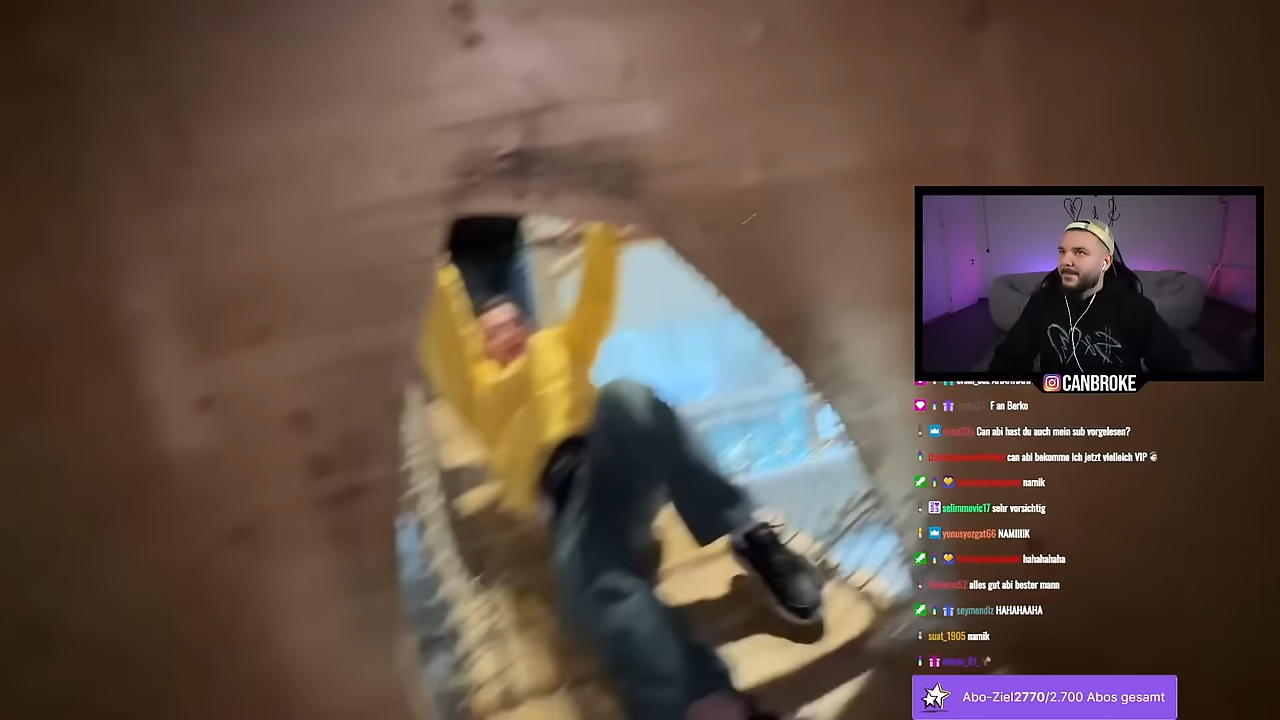 CANBROKE
F an Berko
Can abi hast du auch mein sub vorgelesen?
can abi bekomme ich jetzt vielleich VIP
namik
selimmovic17 sehr vorsichtig
yunusyozgat66 NAMIIIIK
hahahahaha
alles gut abi bester mann
seymendiz HAHAHAAHA
suat_1905 namik
Abo-Ziel2770/2.700 Abos gesamt